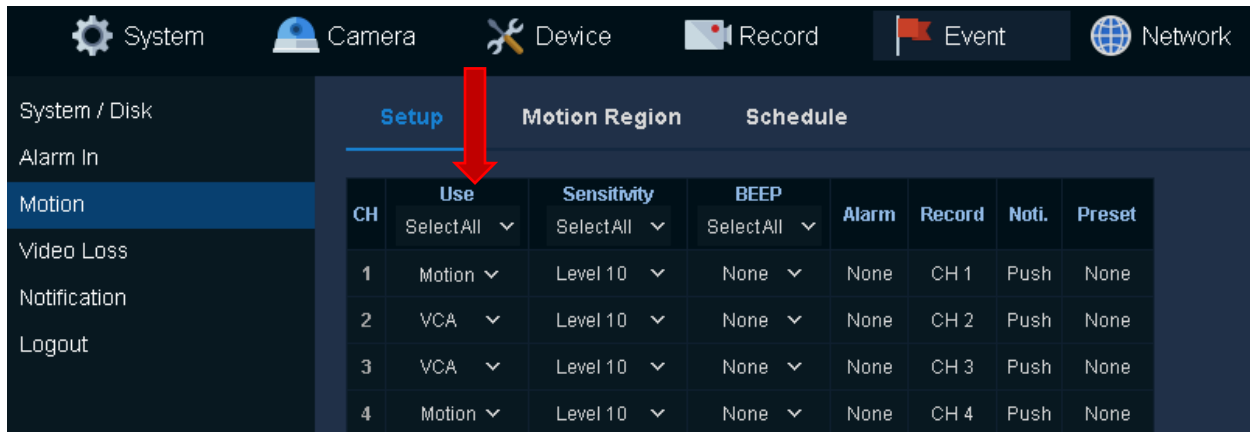 System Camera Device Record Event Network
System / Disk
Alarm In
Motion
Video Loss
Notification
Logout
Setup Motion Region Schedule
CH Use Sensitivity BEEP Alarm Record Noti. Preset
SelectAll SelectAll SelectAll
1 Motion Level 10 None None CH 1 Push None
2 VCA Level 10 None None CH 2 Push None
3 VCA Level 10 None None CH 3 Push None
4 Motion Level 10 None None CH 4 Push None